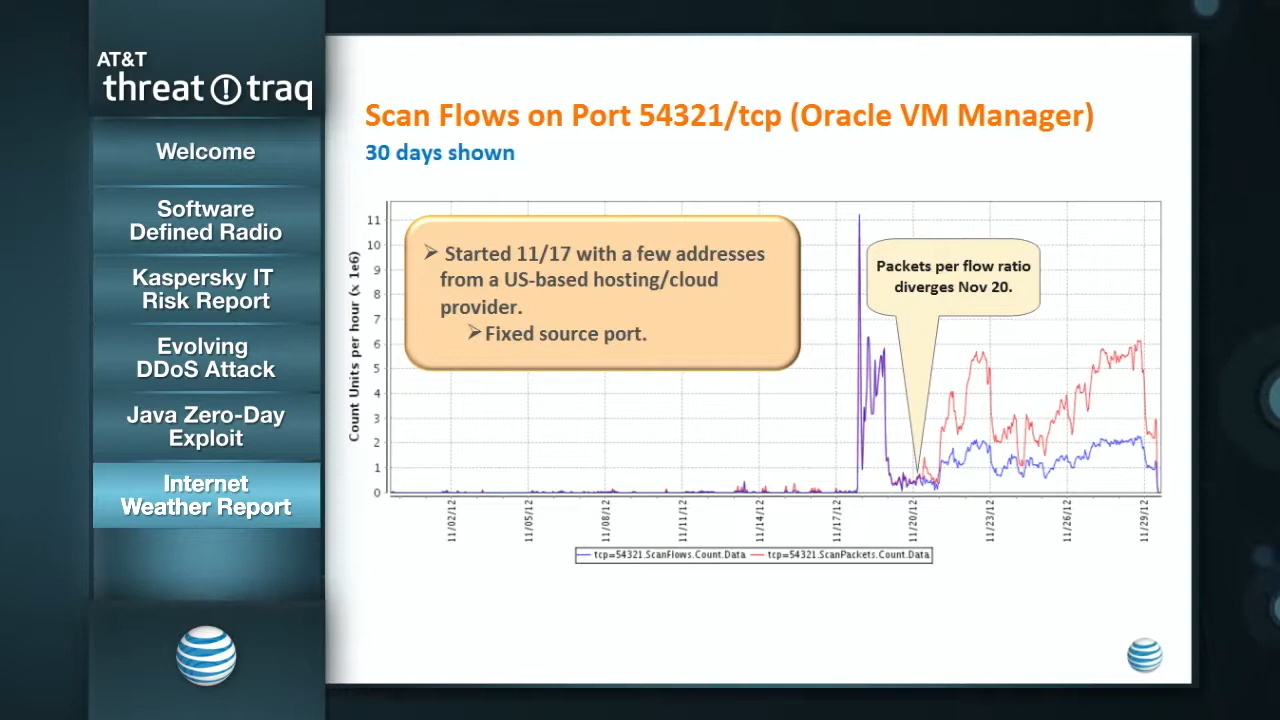 AT&T
threat ! traq
Welcome
Software
Defined Radio
Kaspersky IT
Risk Report
Evolving
DDoS Attack
Java Zero-Day
Exploit
Internet
Weather Report
Scan Flows on Port 54321/tcp (Oracle VM Manager)
30 days shown
Count Units per hour (x 1e6)
11
10
9
8
7
6
5
4
3
2
1
0
➢ Started 11/17 with a few addresses
from a US-based hosting/cloud
provider.
➢ Fixed source port.
Packets per flow ratio
diverges Nov 20.
11/02/12
11/05/12
11/08/12
11/11/12
11/14/12
11/17/12
11/20/12
11/23/12
11/26/12
11/29/12
tcp=54321.ScanFlows.Count.Data
tcp=54321.ScanPackets.Count.Data